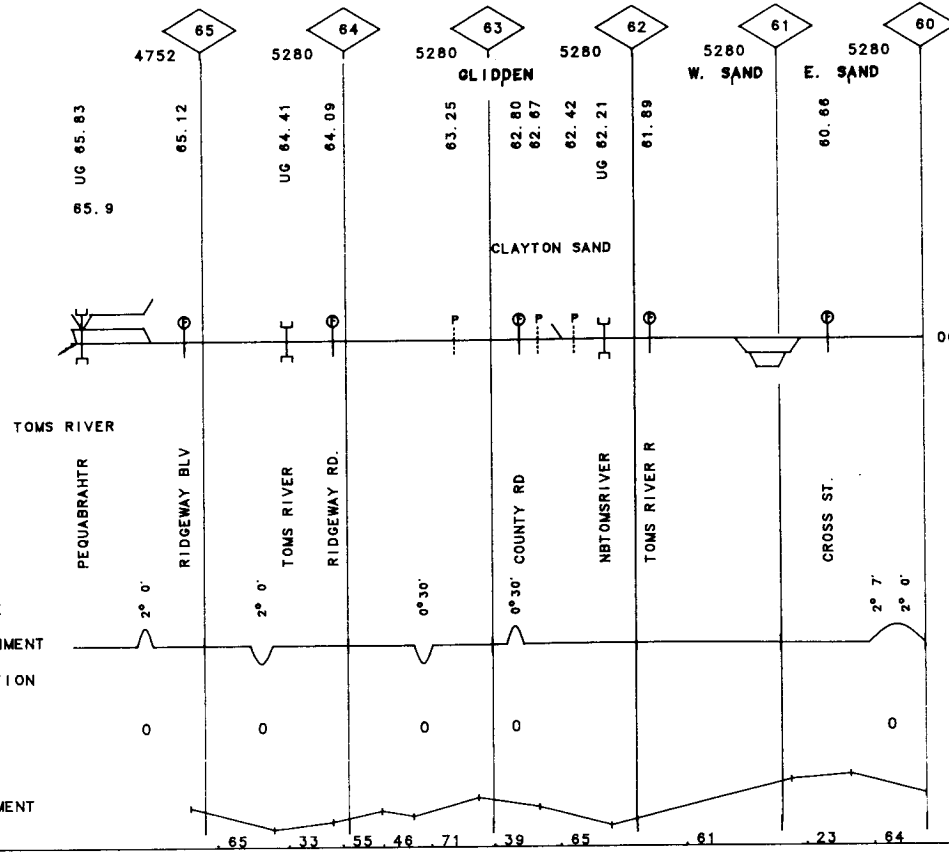 65 64 63 62 61 60
4752 5280 5280 5280 5280 5280
GLIDDEN W. SAND E. SAND
UG 65.83
65.12
UG 64.41
64.09
63.25
62.80
62.67
62.42
UG 62.21
61.89
60.66
65.9
CLAYTON SAND
F F P F P P F F
TOMS RIVER
PEQUABRAHTR
RIDGEWAY BLV
TOMS RIVER
RIDGEWAY RD.
COUNTY RD
NBTOMSRIVER
TOMS RIVER R
CROSS ST.
2° 0'
2° 0'
0°30'
0°30'
2° 7'
2° 0'
MENT
TION
0 0 0 0 0
MENT
.65 .33 .55 .46 .71 .39 .65 .61 .23 .64